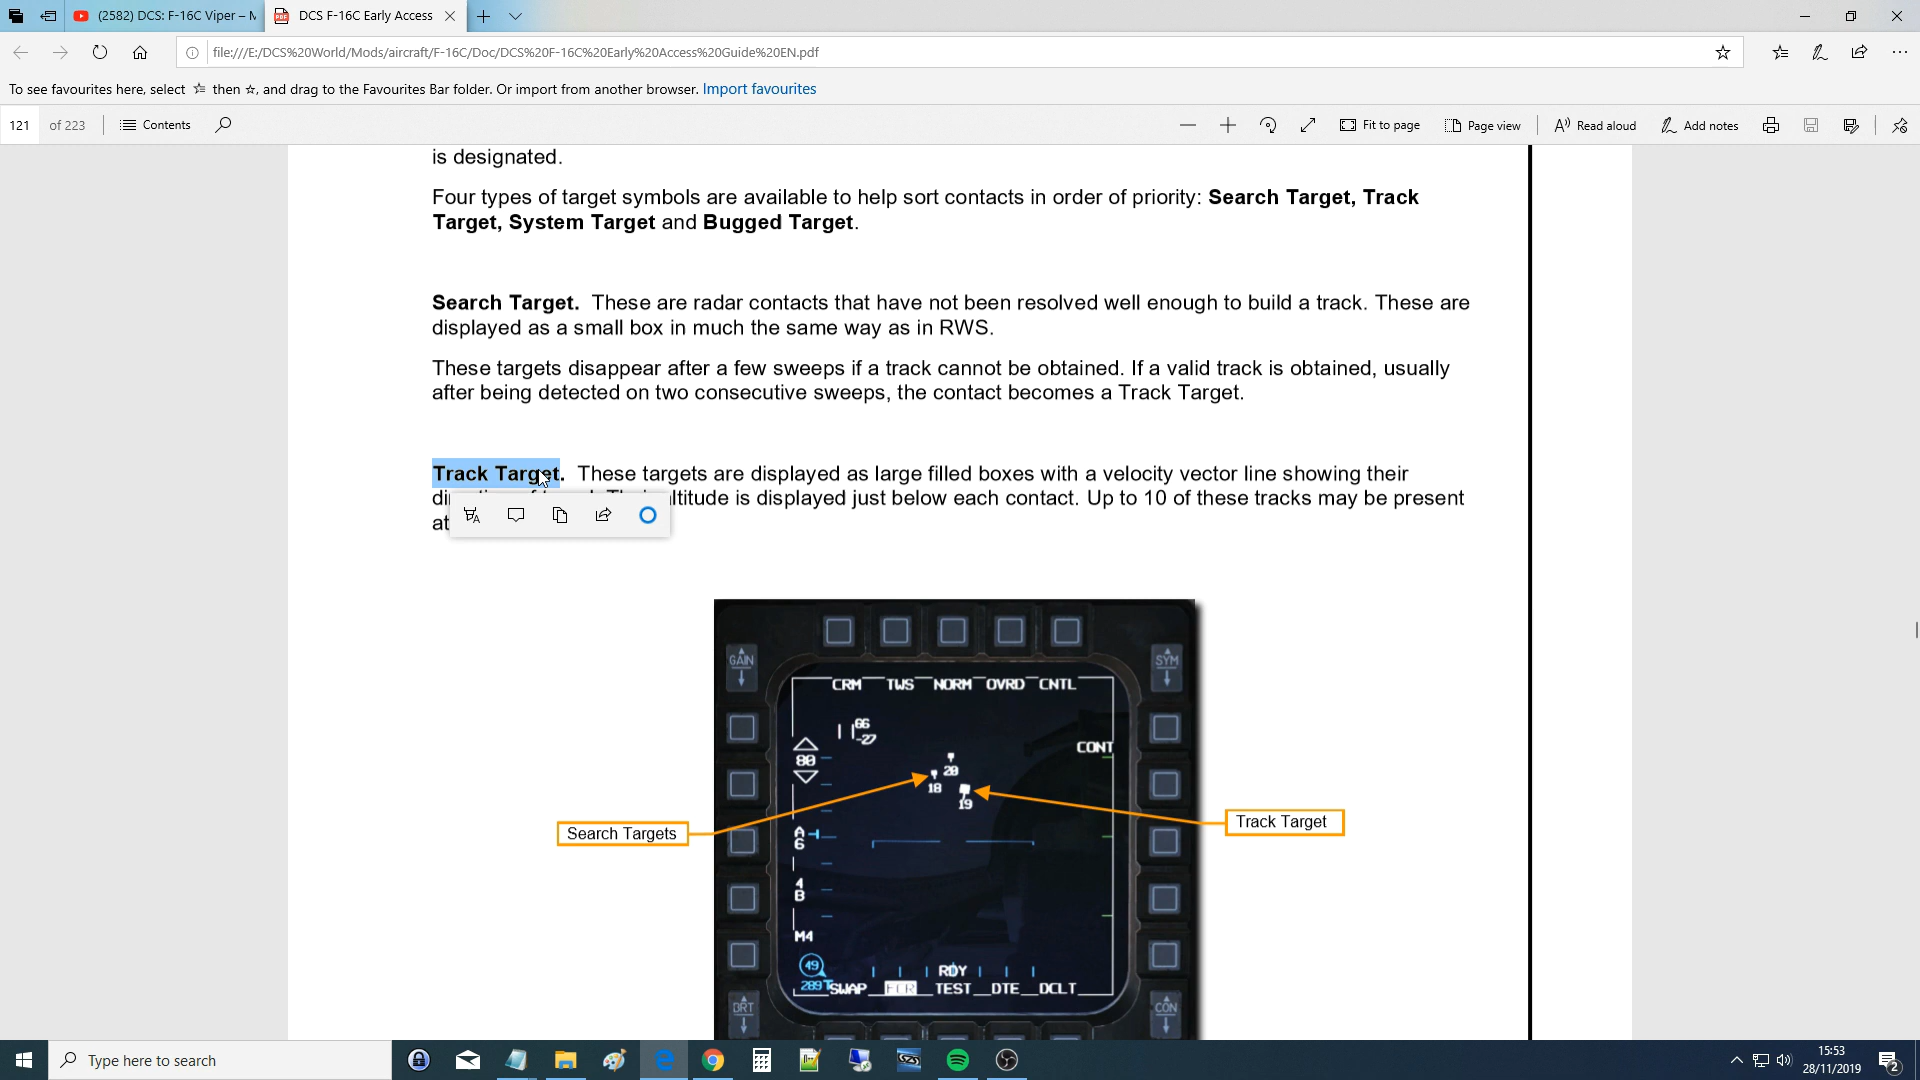 (2582) DCS: F-16C Viper – M
DCS F-16C Early Access
file:///E:/DCS%20World/Mods/aircraft/F-16C/Doc/DCS%20F-16C%20Early%20Access%20Guide%20EN.pdf
To see favourites here, select ☆ then ☆, and drag to the Favourites Bar folder. Or import from another browser. Import favourites
121 of 223 Contents Fit to page Page view Read aloud Add notes
is designated.
Four types of target symbols are available to help sort contacts in order of priority: Search Target, Track
Target, System Target and Bugged Target.
Search Target. These are radar contacts that have not been resolved well enough to build a track. These are
displayed as a small box in much the same way as in RWS.
These targets disappear after a few sweeps if a track cannot be obtained. If a valid track is obtained, usually
after being detected on two consecutive sweeps, the contact becomes a Track Target.
Track Target. These targets are displayed as large filled boxes with a velocity vector line showing their
altitude is displayed just below each contact. Up to 10 of these tracks may be present
at
GAIN
SYM
CRM TWS NORM OVRD CNTL
66
-27
CONT
80
20
18
19
Search Targets
Track Target
A
6
4
B
M4
49
RDY
289 SWAP FCR TEST DTE DCLT
BRT
CON
Type here to search
15:53
28/11/2019
2